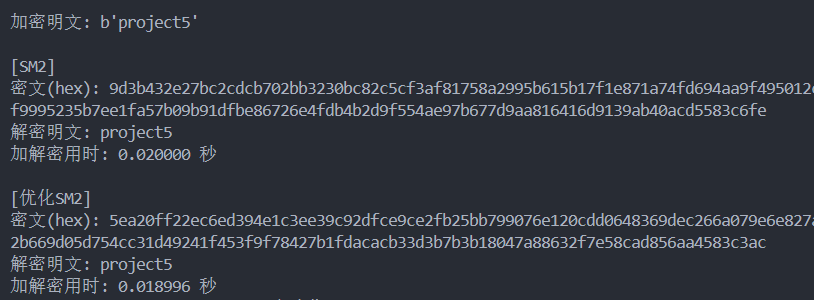 加密明文: b'project5'
[SM2]
密文(hex): 9d3b432e27bc2cdcb702bb3230bc82c5cf3af81758a2995b615b17f1e871a74fd694aa9f495012
f9995235b7ee1fa57b09b91dfbe86726e4fdb4b2d9f554ae97b677d9aa816416d9139ab40acd5583c6fe
解密明文: project5
加解密用时: 0.020000 秒
[优化SM2]
密文(hex): 5ea20ff22ec6ed394e1c3ee39c92dfce9ce2fb25bb799076e120cdd0648369dec266a079e6e827
2b669d05d754cc31d49241f453f9f78427b1fdacacb33d3b7b3b18047a88632f7e58cad856aa4583c3ac
解密明文: project5
加解密用时: 0.018996 秒